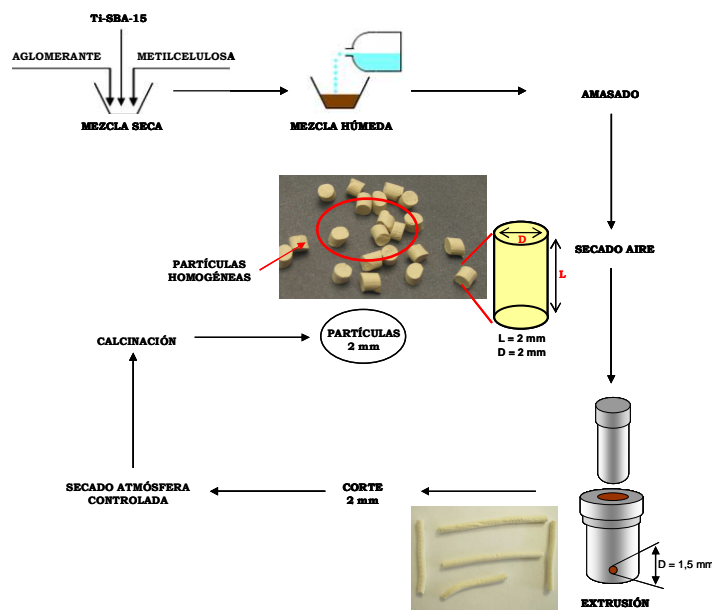 Ti-SBA-15
AGLOMERANTE
METILCELULOSA
MEZCLA SECA
MEZCLA HÚMEDA
AMASADO
SECADO AIRE
PARTÍCULAS
HOMOGÉNEAS
D
L
L = 2 mm
D = 2 mm
CALCINACIÓN
PARTÍCULAS
2 mm
SECADO ATMÓSFERA
CONTROLADA
CORTE
2 mm
D = 1,5 mm
EXTRUSIÓN